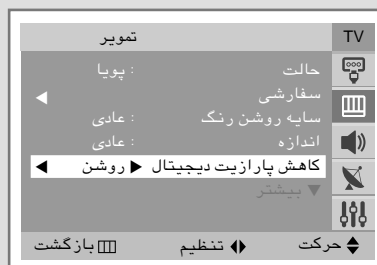 تصویر
TV
حالت : پویا
سفارشی
سایه روشن رنگ : عادی
اندازه : عادی
کاهش پارازیت دیجیتال ◀ روشن ▶
▼ بیشتر
حرکت تنظیم بازگشت